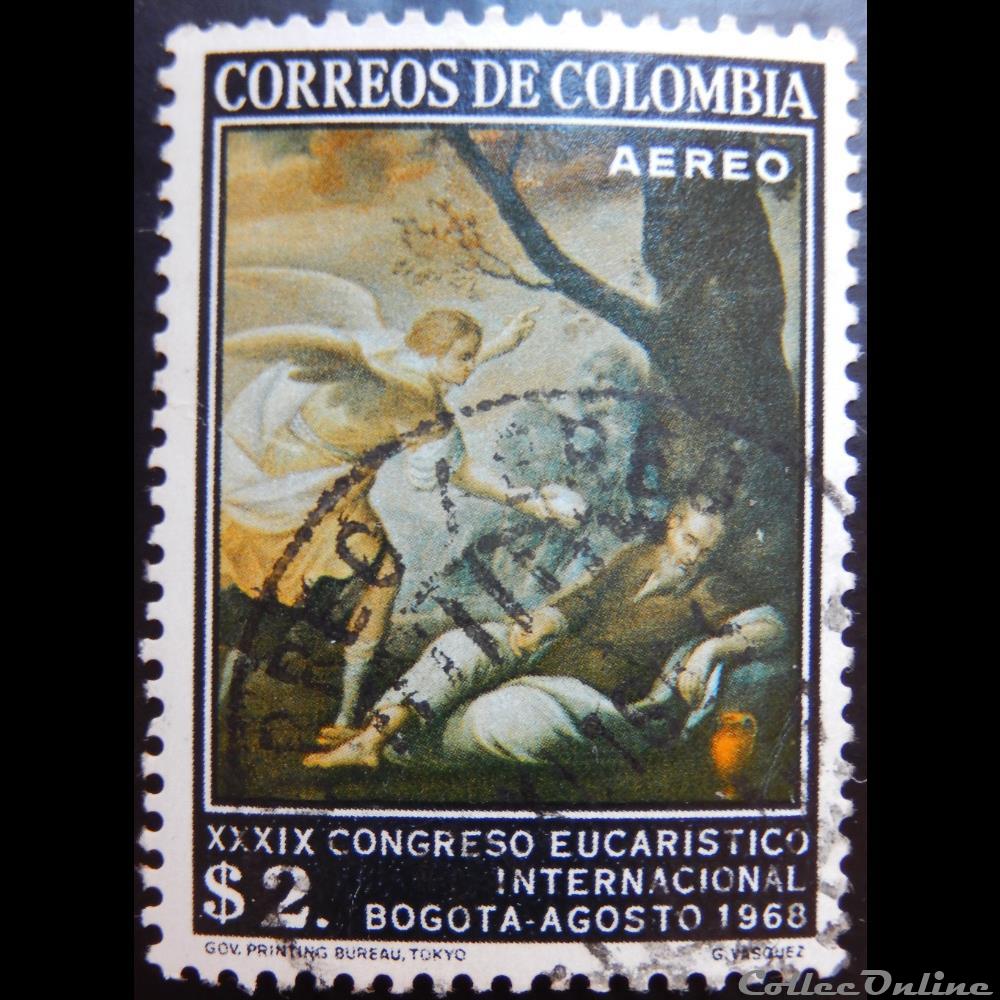 CORREOS DE COLOMBIA
AEREO
XXXIX CONGRESO EUCARISTICO
INTERNACIONAL
$2.
BOGOTA-AGOSTO 1968
GOV. PRINTING BUREAU, TOKYO
G. VASQUEZ
CollecOnline